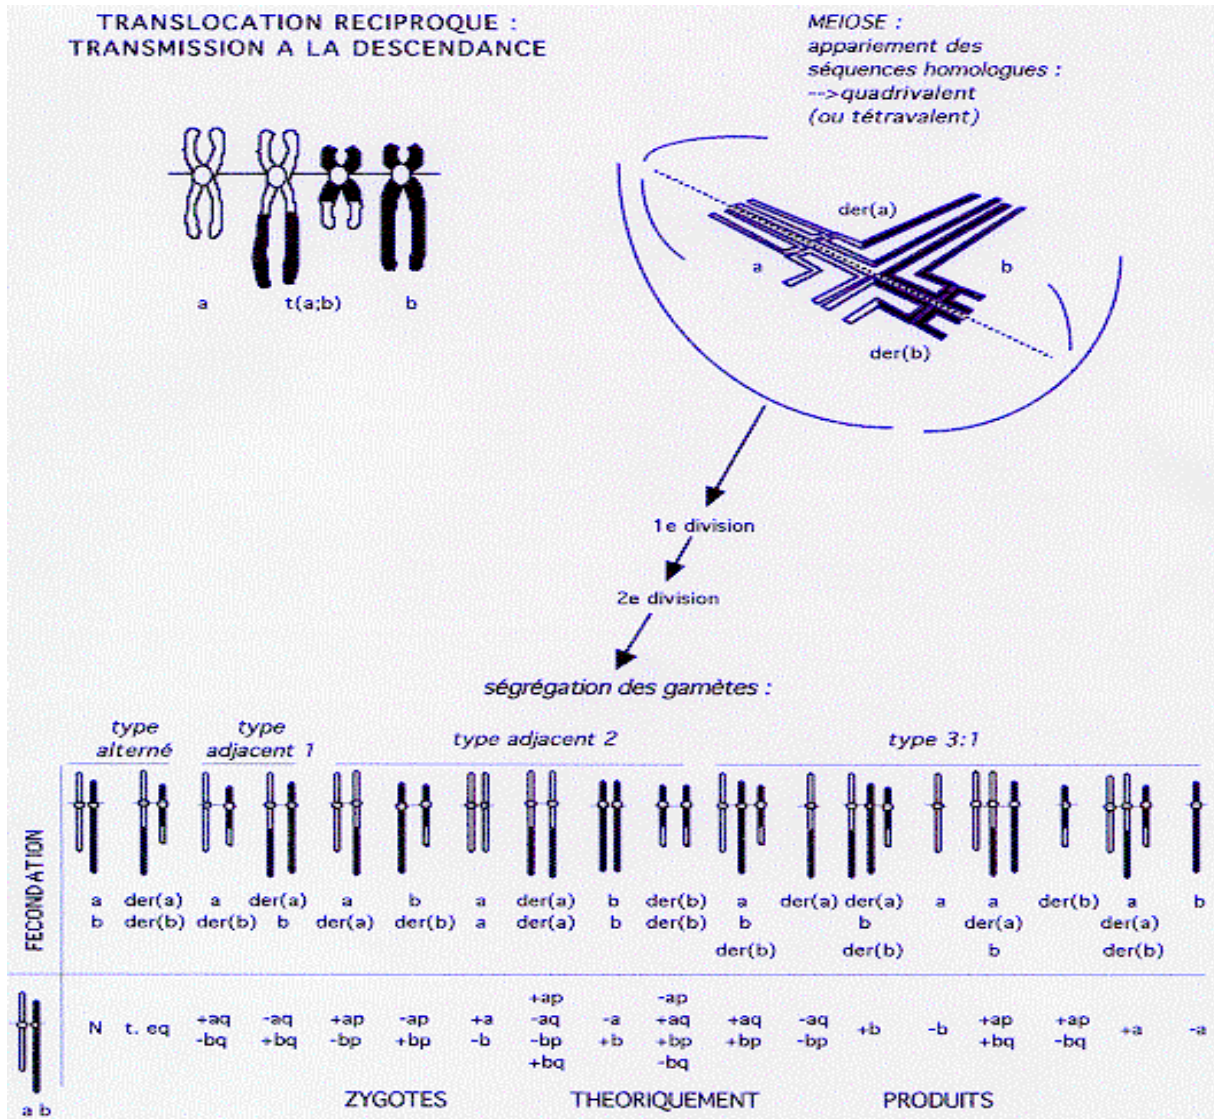 TRANSLOCATION RECIPROQUE :
TRANSMISSION A LA DESCENDANCE
MEIOSE :
appariement des
séquences homologues :
-->quadrivalent
(ou tétravalent)
a t(a;b) b
der(a)
a b
der(b)
1e division
2e division
ségrégation des gamètes :
type alterné
type adjacent 1
type adjacent 2
type 3:1
FECONDATION
a der(a) a der(a) a b a der(a) b der(b) a der(a) der(a) a a der(b) a b
b der(b) der(b) b der(a) der(b) a der(a) b der(b) b b der(a) der(a)
der(b) der(b) b der(b)
+ap -ap
N t. eq +aq -aq +ap -ap +a -aq -a +aq +aq -aq +b -b +ap +ap +a -a
-bq +bq -bp +bp -b -bp +b +bp +bp -bp +bq -bq
+bq -bq
ZYGOTES THEORIQUEMENT PRODUITS
a b